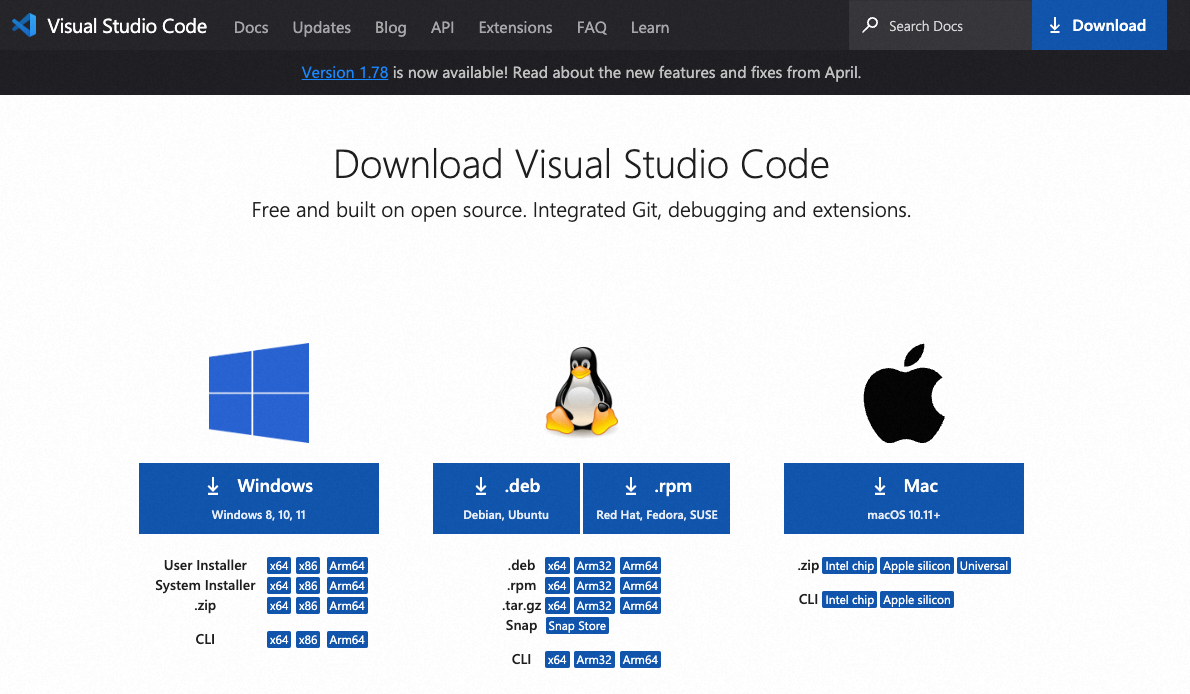 Visual Studio Code Docs Updates Blog API Extensions FAQ Learn Search Docs Download
Version 1.78 is now available! Read about the new features and fixes from April.
Download Visual Studio Code
Free and built on open source. Integrated Git, debugging and extensions.
Windows
Windows 8, 10, 11
User Installer x64 x86 Arm64
System Installer x64 x86 Arm64
.zip x64 x86 Arm64
CLI x64 x86 Arm64
.deb
Debian, Ubuntu
.rpm
Red Hat, Fedora, SUSE
.deb x64 Arm32 Arm64
.rpm x64 Arm32 Arm64
.tar.gz x64 Arm32 Arm64
Snap Snap Store
CLI x64 Arm32 Arm64
Mac
macOS 10.11+
.zip Intel chip Apple silicon Universal
CLI Intel chip Apple silicon